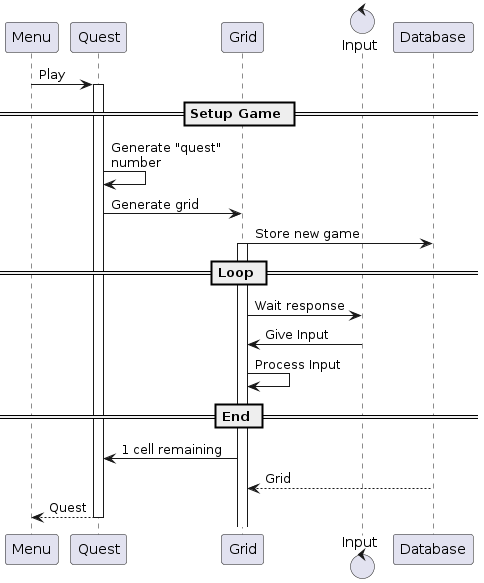 Menu
Quest
Grid
Input
Database
Play
Setup Game
Generate "quest"
number
Generate grid
Store new game
Loop
Wait response
Give Input
Process Input
End
1 cell remaining
Grid
Quest
Menu
Quest
Grid
Input
Database